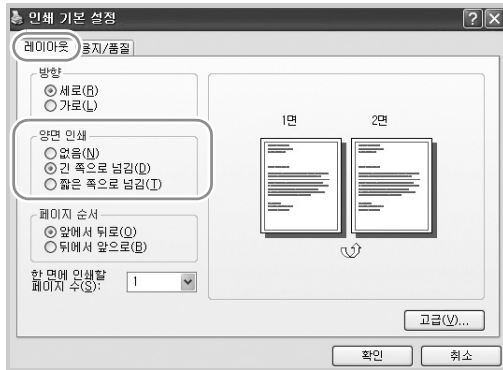 인쇄 기본 설정
레이아웃
용지/품질
방향
세로(R)
가로(L)
양면 인쇄
없음(N)
긴 쪽으로 넘김(D)
짧은 쪽으로 넘김(T)
페이지 순서
앞에서 뒤로(O)
뒤에서 앞으로(B)
한 면에 인쇄할
페이지 수(S):
1
1면
2면
고급(V)...
확인
취소